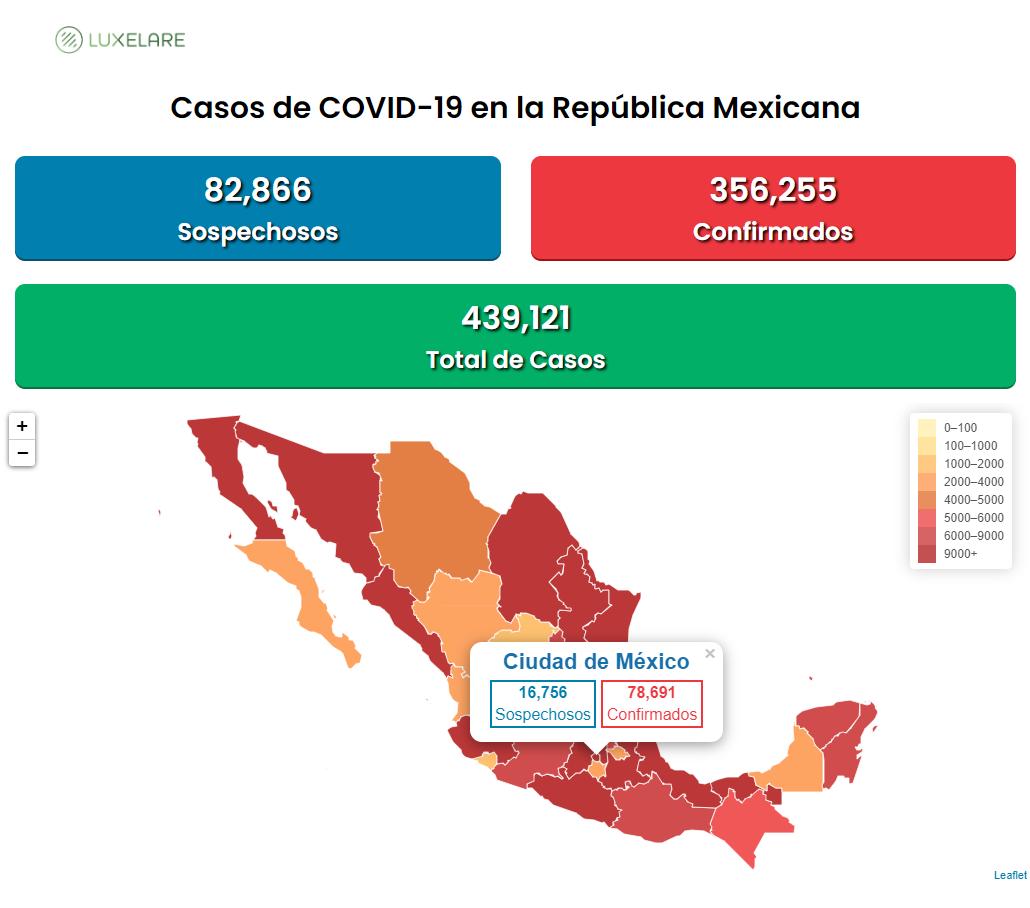 LUXELARE
Casos de COVID-19 en la República Mexicana
82,866
Sospechosos
356,255
Confirmados
439,121
Total de Casos
+
−
0–100
100–1000
1000–2000
2000–4000
4000–5000
5000–6000
6000–9000
9000+
Ciudad de México
×
16,756
Sospechosos
78,691
Confirmados
Leaflet